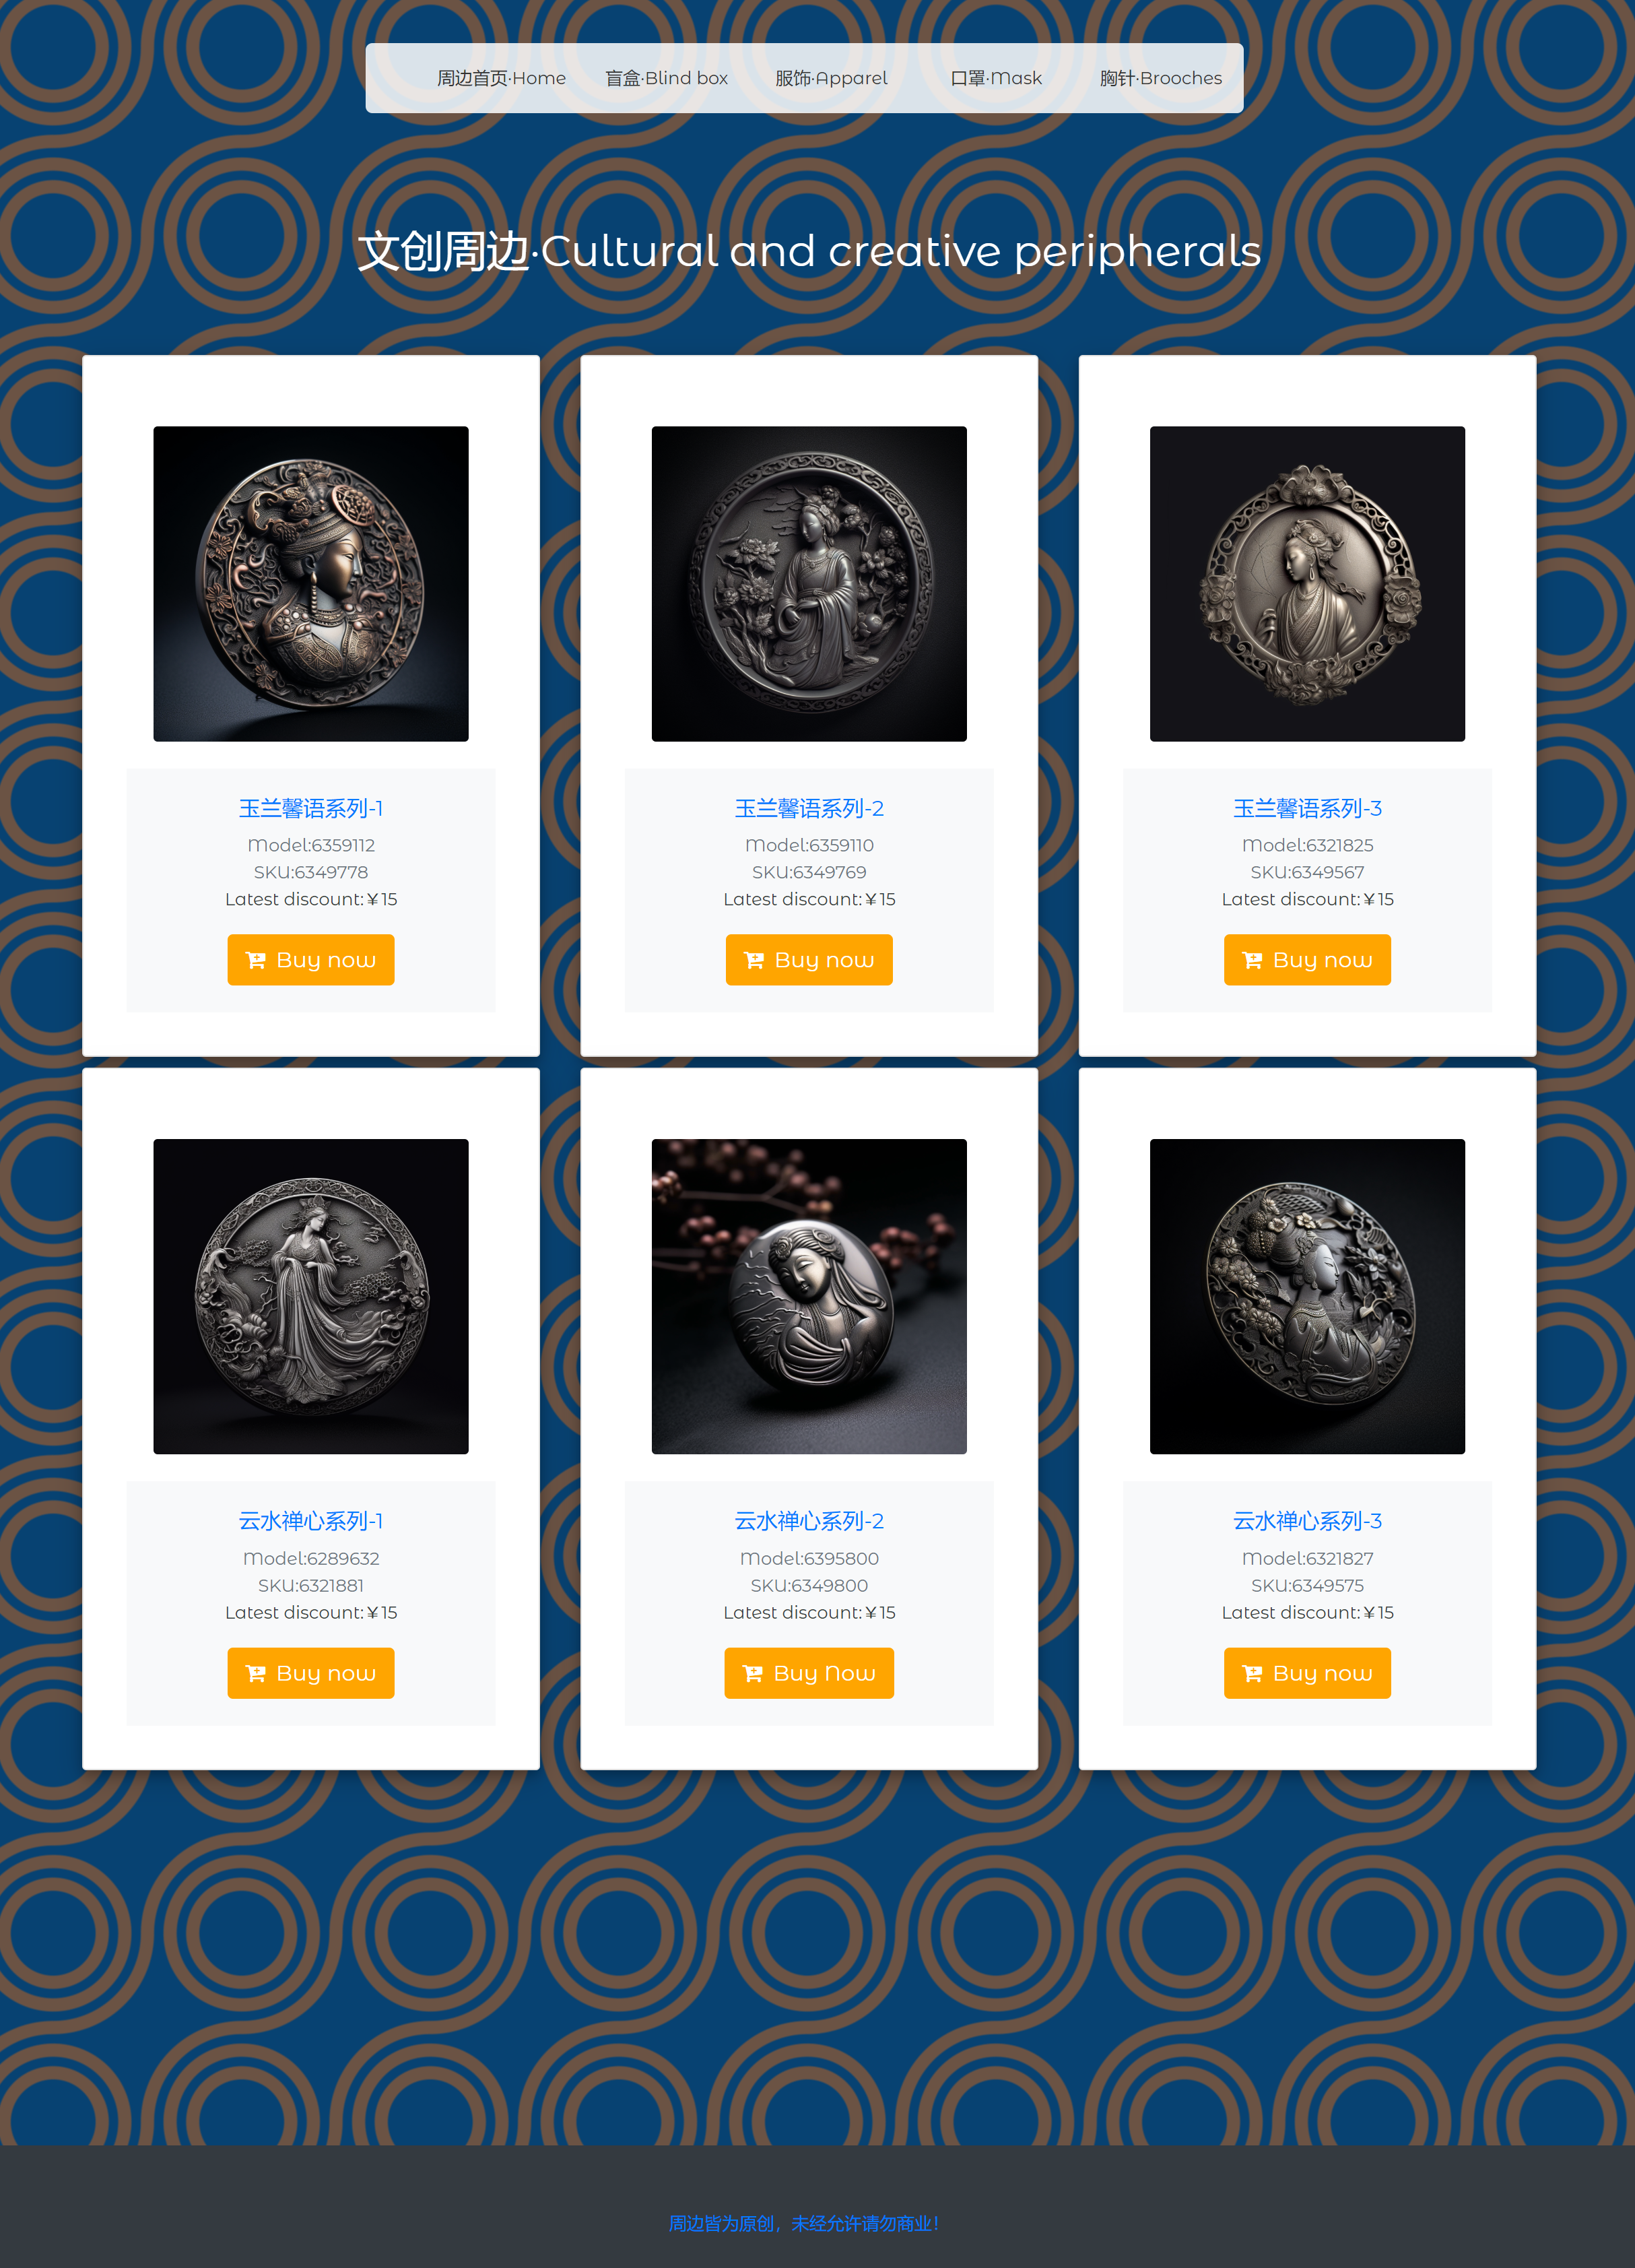 周边首页·Home 盲盒·Blind box 服饰·Apparel 口罩·Mask 胸针·Brooches
文创周边·Cultural and creative peripherals
玉兰馨语系列-1
Model:6359112
SKU:6349778
Latest discount:￥15
Buy now
玉兰馨语系列-2
Model:6359110
SKU:6349769
Latest discount:￥15
Buy now
玉兰馨语系列-3
Model:6321825
SKU:6349567
Latest discount:￥15
Buy now
云水禅心系列-1
Model:6289632
SKU:6321881
Latest discount:￥15
Buy now
云水禅心系列-2
Model:6395800
SKU:6349800
Latest discount:￥15
Buy Now
云水禅心系列-3
Model:6321827
SKU:6349575
Latest discount:￥15
Buy now
周边皆为原创，未经允许请勿商业！